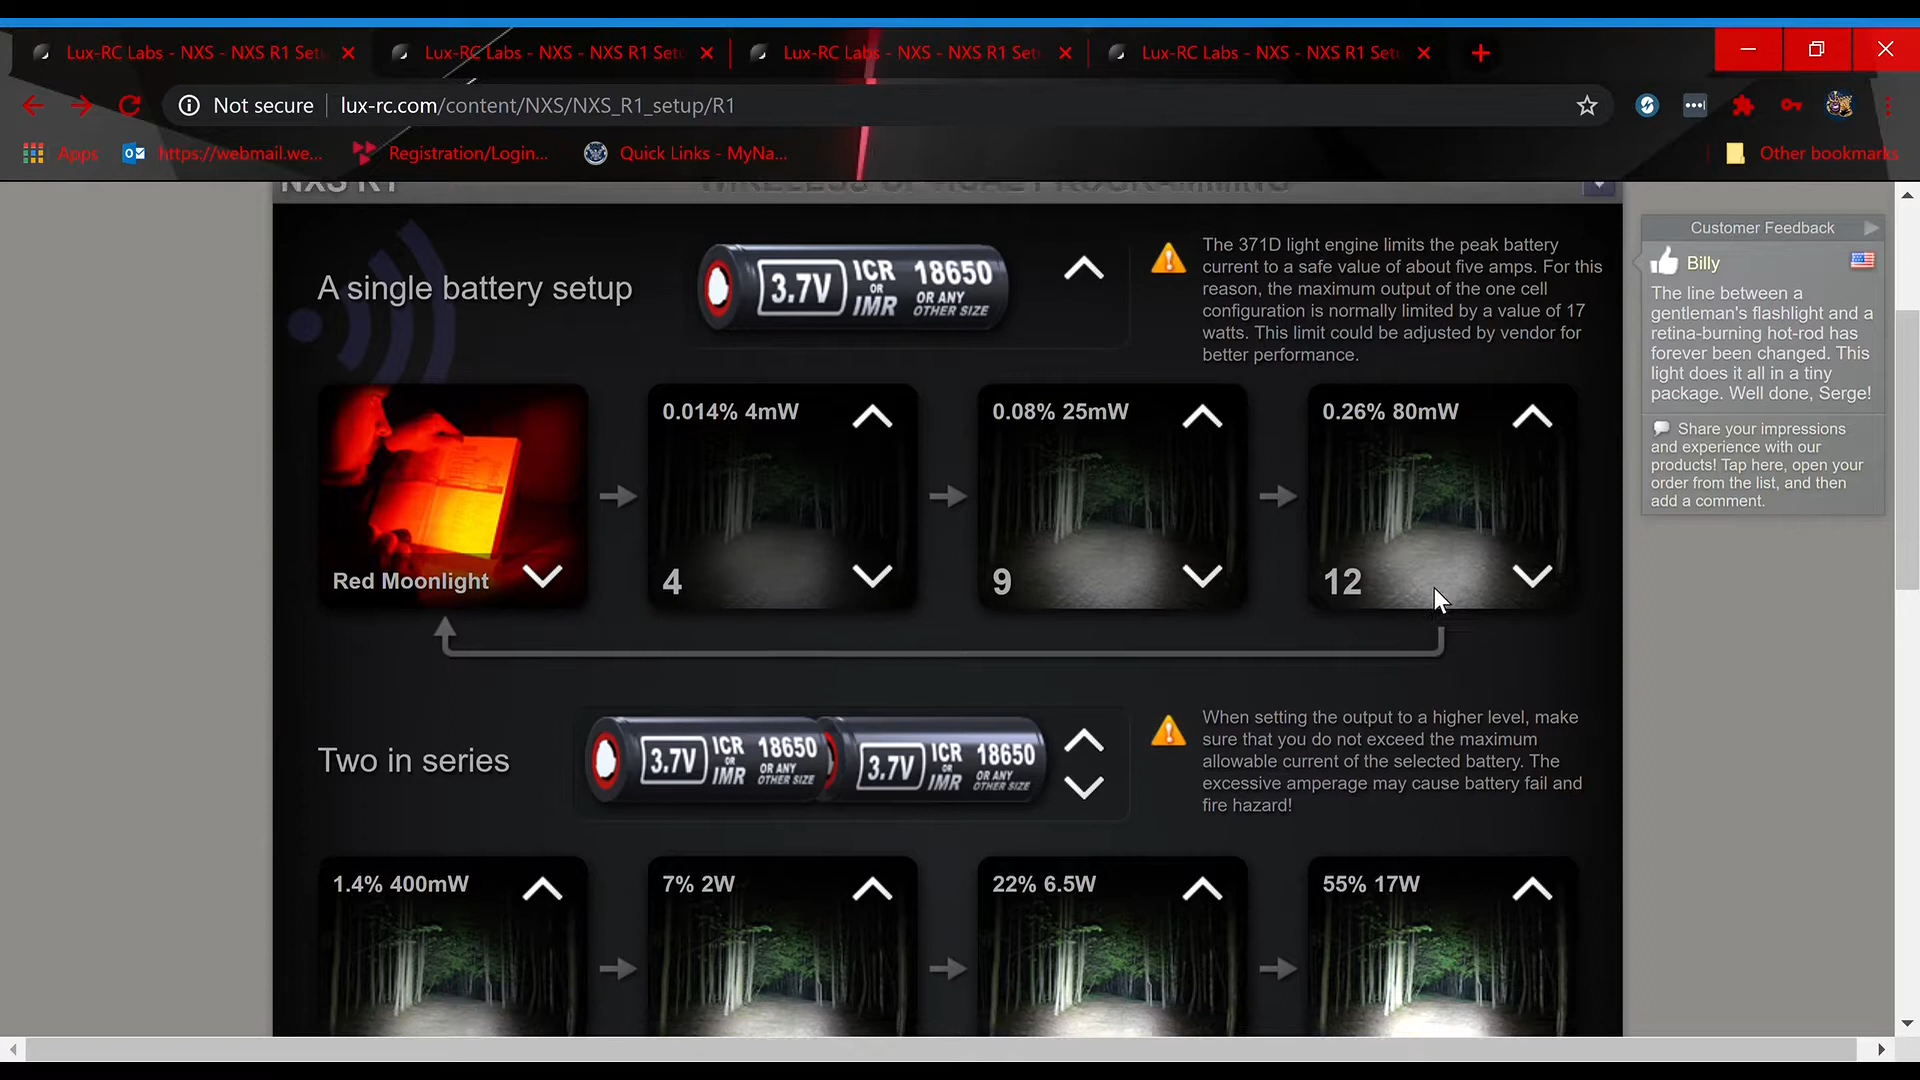 Lux-RC Labs - NXS - NXS R1 Set
Lux-RC Labs - NXS - NXS R1 Set
Lux-RC Labs - NXS - NXS R1 Set
Lux-RC Labs - NXS - NXS R1 Set
Not secure
lux-rc.com/content/NXS/NXS_R1_setup/R1
Apps
https://webmail.we...
Registration/Login...
Quick Links - MyNa...
Other bookmarks
NXS R1
A single battery setup
3.7V ICR OR IMR 18650 OR ANY OTHER SIZE
The 371D light engine limits the peak battery
current to a safe value of about five amps. For this
reason, the maximum output of the one cell
configuration is normally limited by a value of 17
watts. This limit could be adjusted by vendor for
better performance.
Red Moonlight
0.014% 4mW
4
0.08% 25mW
9
0.26% 80mW
12
Two in series
3.7V ICR OR IMR 18650 OR ANY OTHER SIZE
3.7V ICR OR IMR 18650 OR ANY OTHER SIZE
When setting the output to a higher level, make
sure that you do not exceed the maximum
allowable current of the selected battery. The
excessive amperage may cause battery fail and
fire hazard!
1.4% 400mW
7% 2W
22% 6.5W
55% 17W
Customer Feedback
Billy
The line between a
gentleman's flashlight and a
retina-burning hot-rod has
forever been changed. This
light does it all in a tiny
package. Well done, Serge!
Share your impressions
and experience with our
products! Tap here, open your
order from the list, and then
add a comment.